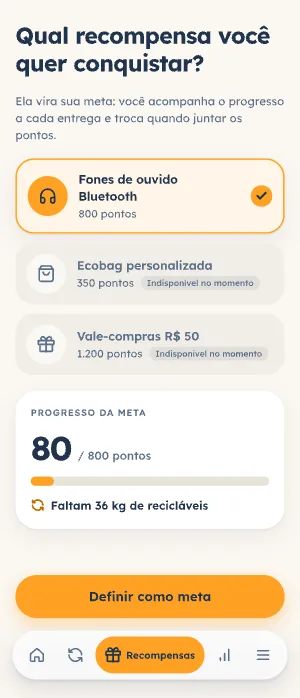 Qual recompensa você
quer conquistar?
Ela vira sua meta: você acompanha o progresso
a cada entrega e troca quando juntar os
pontos.
Fones de ouvido
Bluetooth
800 pontos
Ecobag personalizada
350 pontos Indisponível no momento
Vale-compras R$ 50
1.200 pontos Indisponível no momento
PROGRESSO DA META
80 / 800 pontos
Faltam 36 kg de recicláveis
Definir como meta
Recompensas